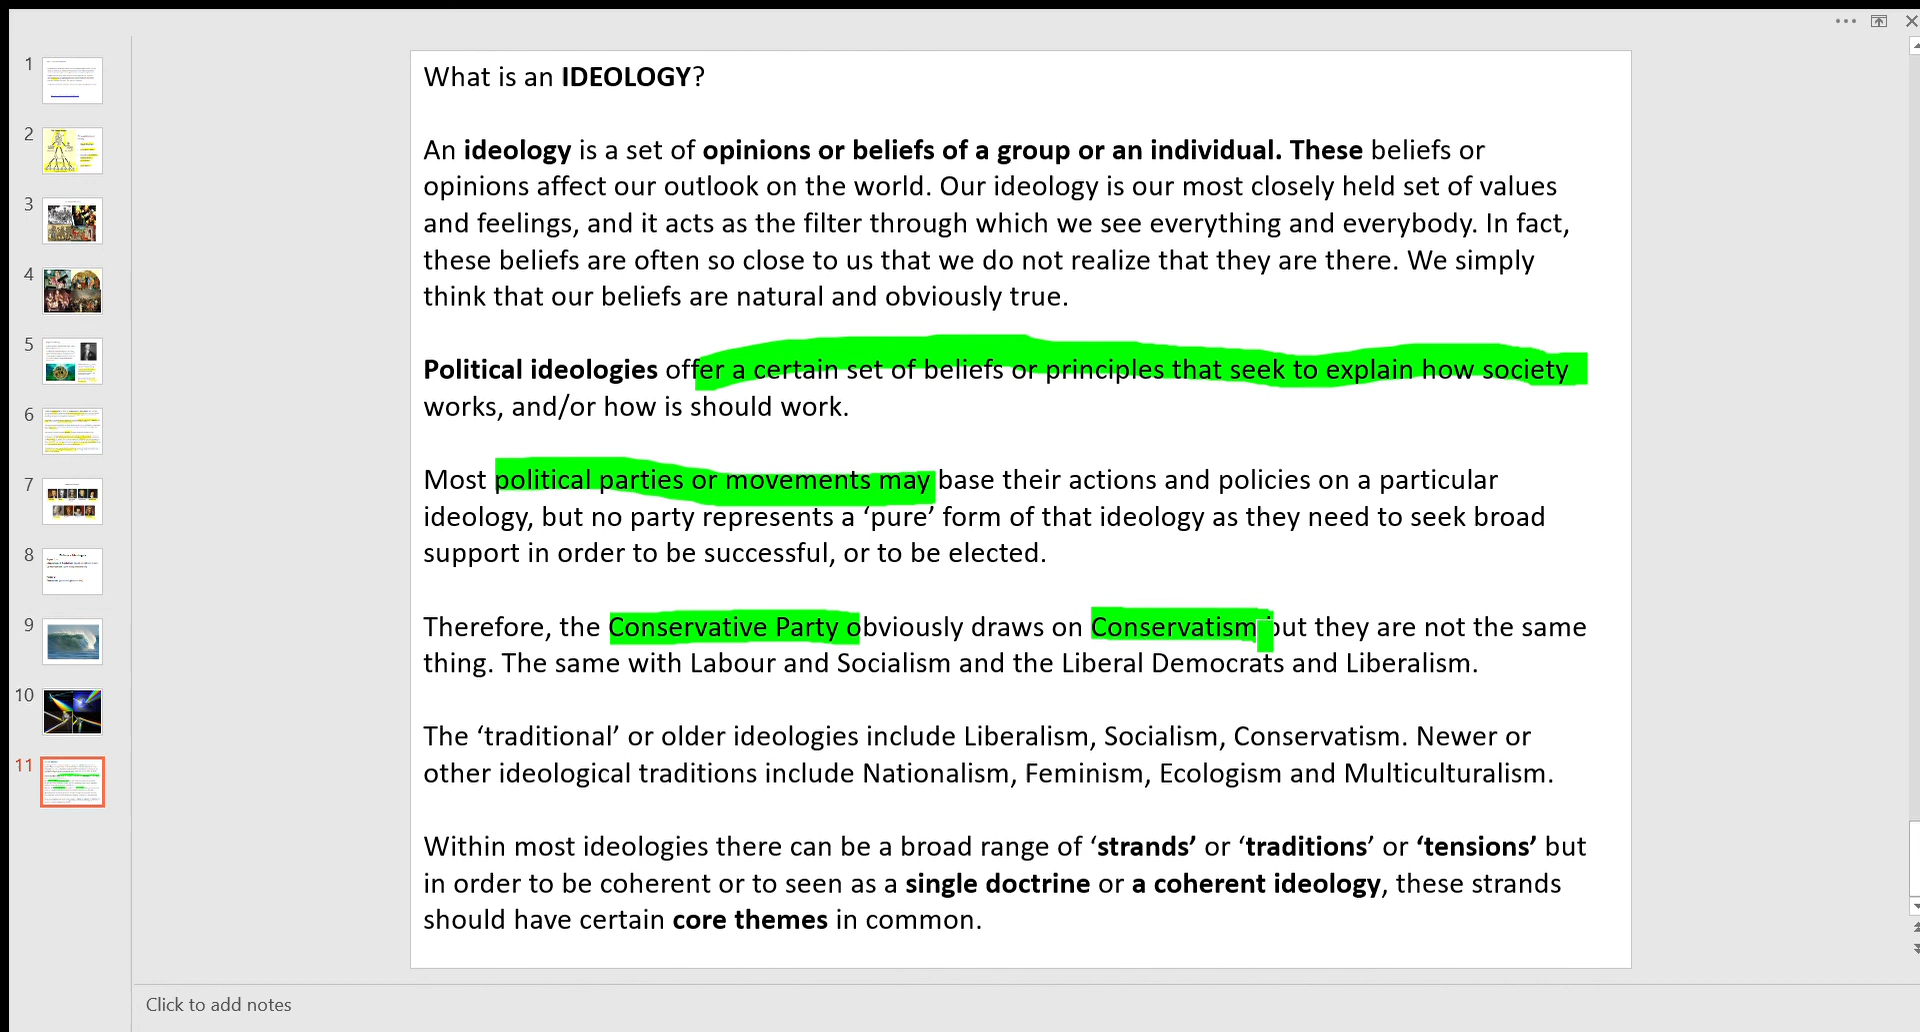 What is an IDEOLOGY?
An ideology is a set of opinions or beliefs of a group or an individual. These beliefs or
opinions affect our outlook on the world. Our ideology is our most closely held set of values
and feelings, and it acts as the filter through which we see everything and everybody. In fact,
these beliefs are often so close to us that we do not realize that they are there. We simply
think that our beliefs are natural and obviously true.
Political ideologies offer a certain set of beliefs or principles that seek to explain how society
works, and/or how is should work.
Most political parties or movements may base their actions and policies on a particular
ideology, but no party represents a ‘pure’ form of that ideology as they need to seek broad
support in order to be successful, or to be elected.
Therefore, the Conservative Party obviously draws on Conservatism but they are not the same
thing. The same with Labour and Socialism and the Liberal Democrats and Liberalism.
The ‘traditional’ or older ideologies include Liberalism, Socialism, Conservatism. Newer or
other ideological traditions include Nationalism, Feminism, Ecologism and Multiculturalism.
Within most ideologies there can be a broad range of ‘strands’ or ‘traditions’ or ‘tensions’ but
in order to be coherent or to seen as a single doctrine or a coherent ideology, these strands
should have certain core themes in common.
1
2
3
4
5
6
7
8
9
10
11
Click to add notes